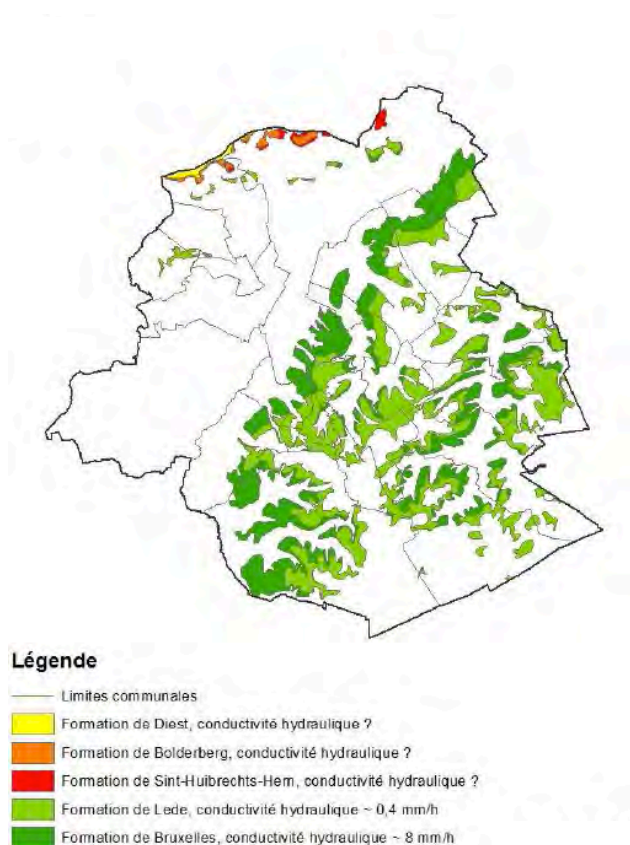 Légende
Limites communales
Formation de Diest, conductivité hydraulique ?
Formation de Bolderberg, conductivité hydraulique ?
Formation de Sint-Huibrechts-Hern, conductivité hydraulique ?
Formation de Lede, conductivité hydraulique ~ 0,4 mm/h
Formation de Bruxelles, conductivité hydraulique ~ 8 mm/h